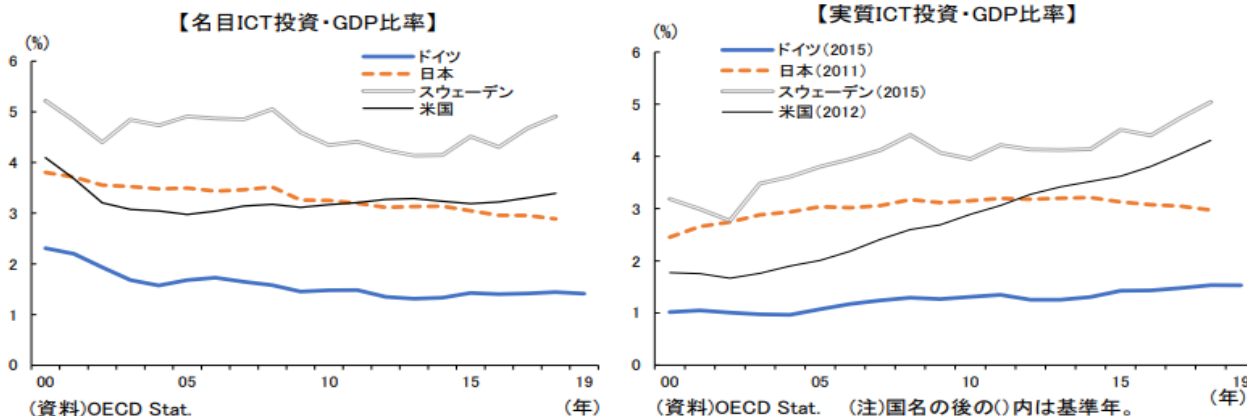 【名目ICT投資・GDP比率】
(%)
ドイツ
日本
スウェーデン
米国
6
5
4
3
2
1
0
00 05 10 15 19
(年)
(資料)OECD Stat.
【実質ICT投資・GDP比率】
(%)
ドイツ(2015)
日本(2011)
スウェーデン(2015)
米国(2012)
6
5
4
3
2
1
0
00 05 10 15 19
(年)
(資料)OECD Stat. (注)国名の後の()内は基準年。